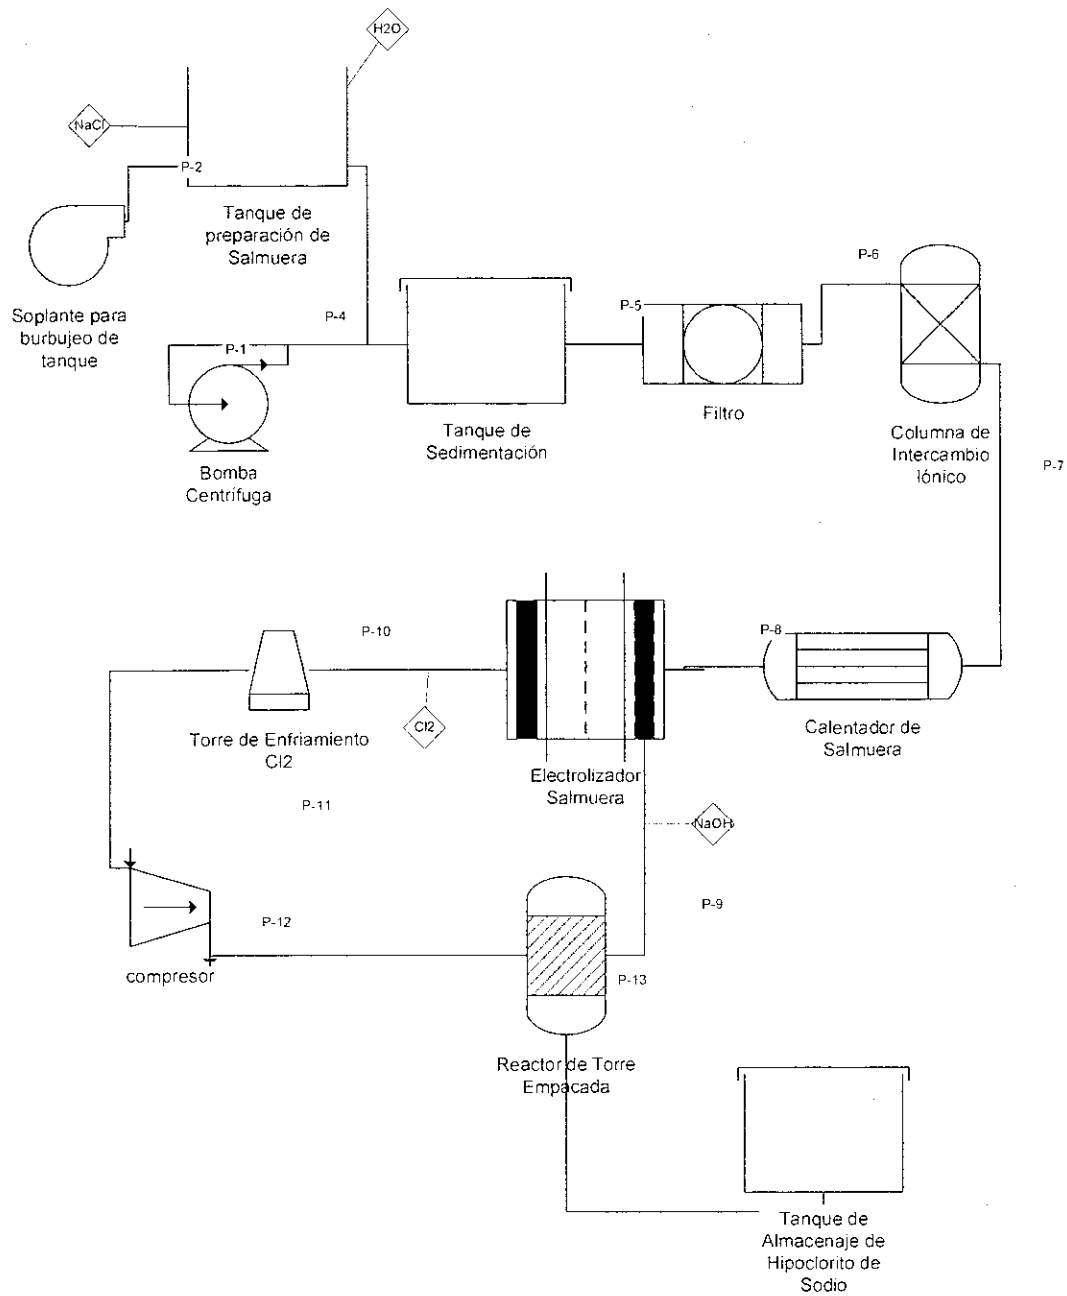 H2O
NaCl
P-2
Tanque de
preparación de
Salmuera
Soplante para
burbujeo de
tanque
P-4
P-1
Bomba
Centrífuga
Tanque de
Sedimentación
P-5
Filtro
P-6
Columna de
Intercambio
Iónico
P-7
P-8
Calentador de
Salmuera
Electrolizador
Salmuera
P-10
Cl2
Torre de Enfriamiento
Cl2
P-11
NaOH
P-9
P-12
compresor
P-13
Reactor de Torre
Empacada
Tanque de
Almacenaje de
Hipoclorito de
Sodio